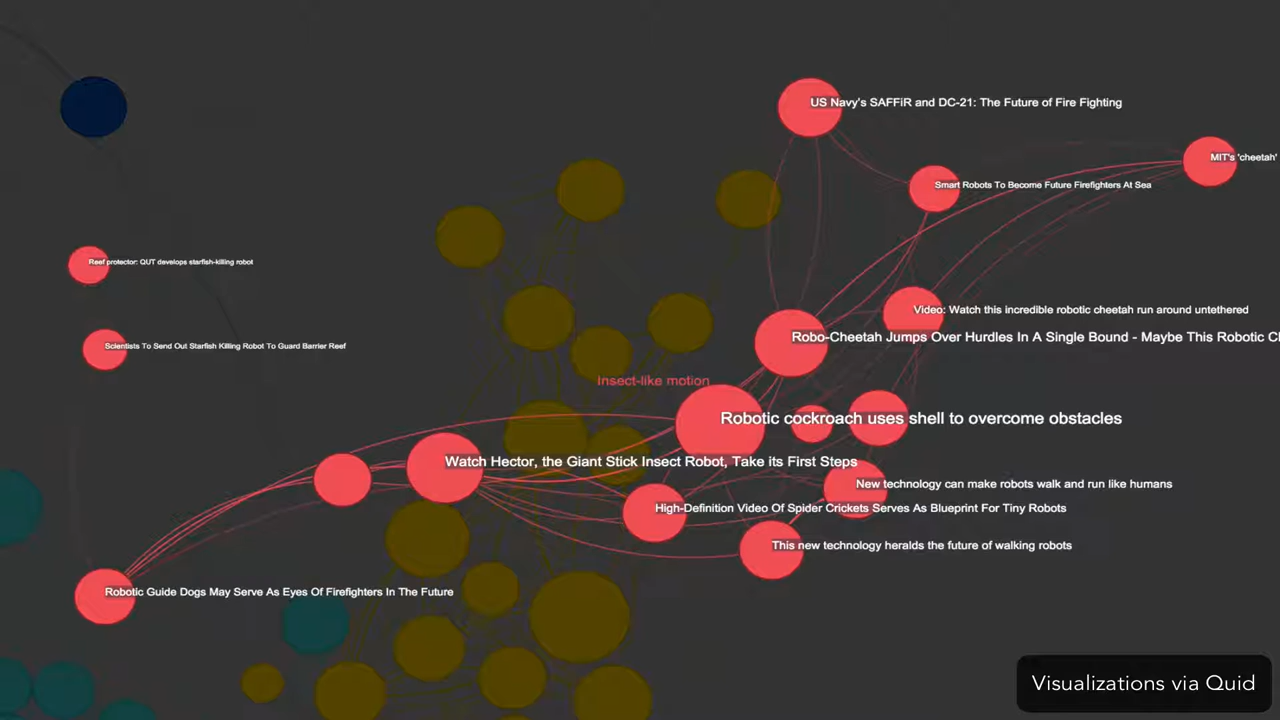 US Navy's SAFFiR and DC-21: The Future of Fire Fighting
MIT's 'cheetah'
Smart Robots To Become Future Firefighters At Sea
Reef protector: QUT develops starfish-killing robot
Video: Watch this incredible robotic cheetah run around untethered
Robo-Cheetah Jumps Over Hurdles In A Single Bound - Maybe This Robotic
Scientists To Send Out Starfish Killing Robot To Guard Barrier Reef
Insect-like motion
Robotic cockroach uses shell to overcome obstacles
Watch Hector, the Giant Stick Insect Robot, Take its First Steps
New technology can make robots walk and run like humans
High-Definition Video Of Spider Crickets Serves As Blueprint For Tiny Robots
This new technology heralds the future of walking robots
Robotic Guide Dogs May Serve As Eyes Of Firefighters In The Future
Visualizations via Quid